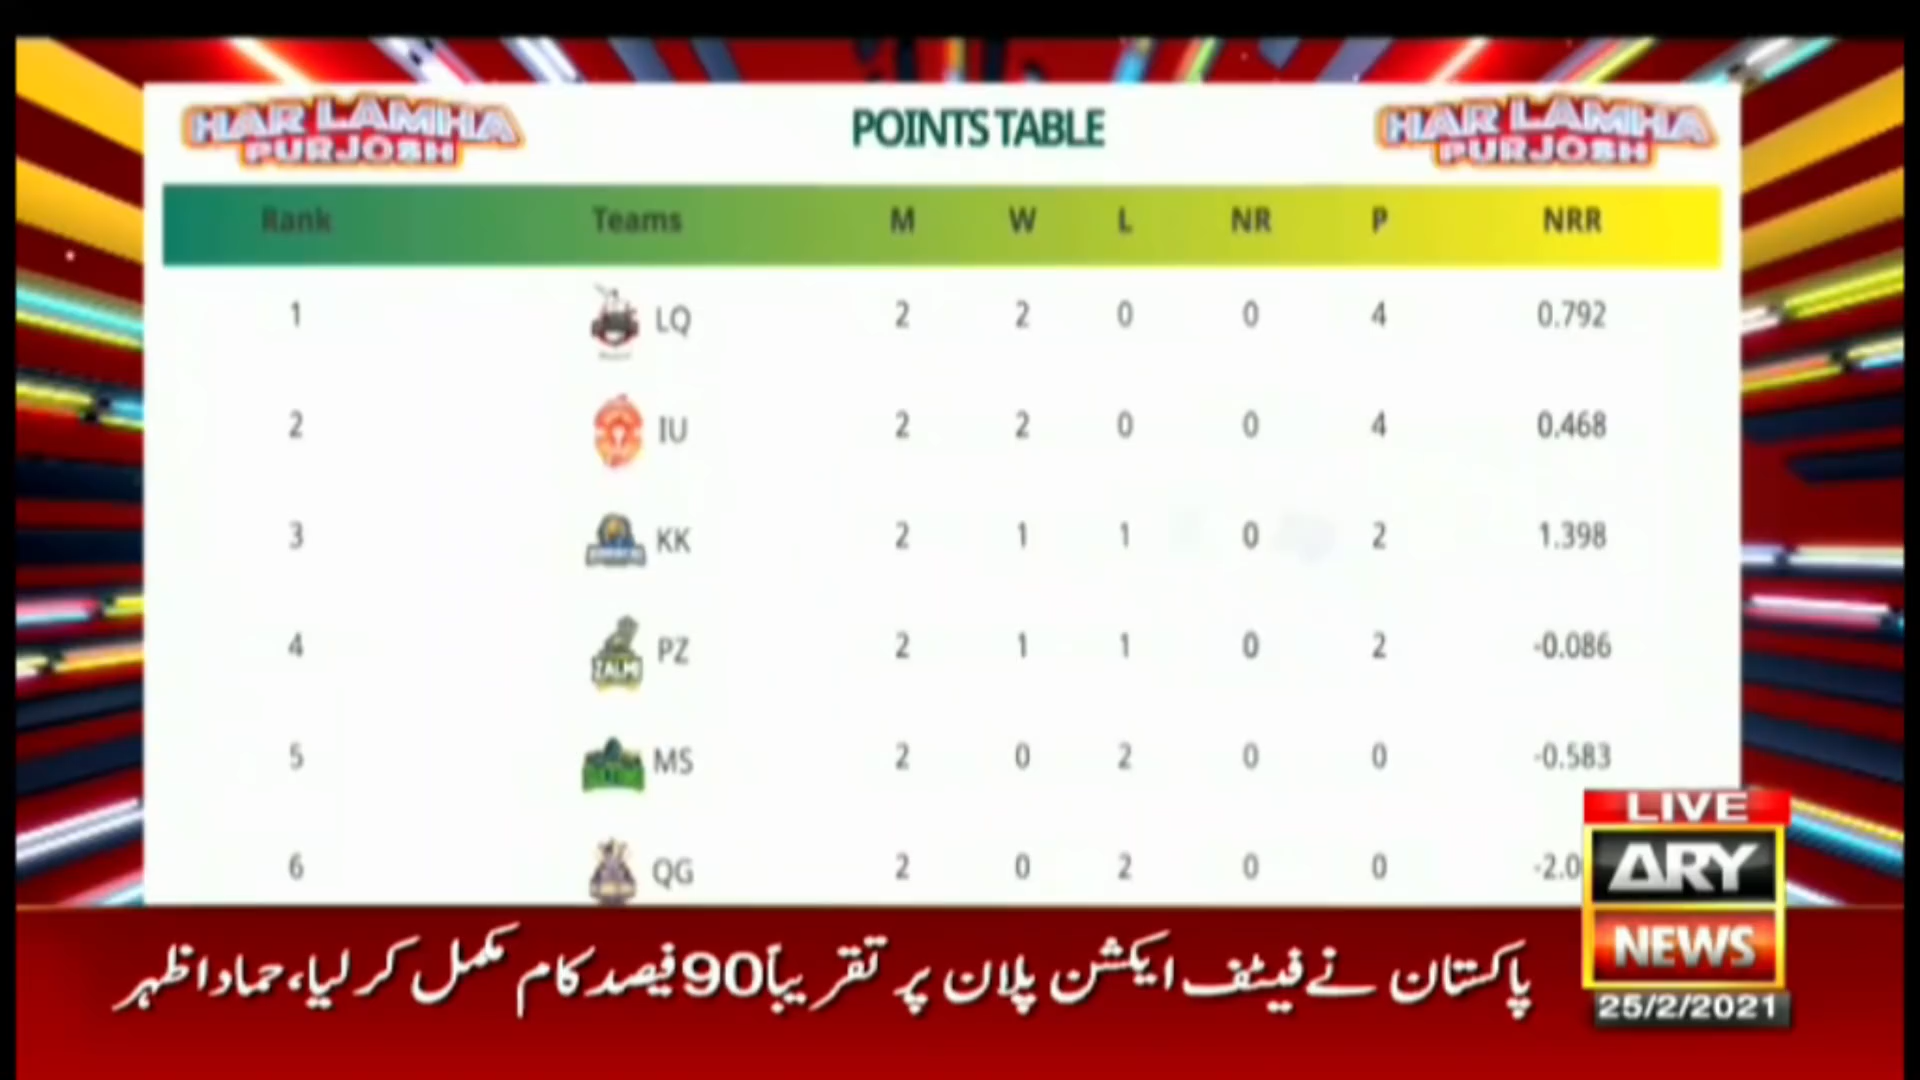 HAR LAMHA
PURJOSH
POINTS TABLE
HAR LAMHA
PURJOSH
Rank Teams M W L NR P NRR
1 LQ 2 2 0 0 4 0.792
2 IU 2 2 0 0 4 0.468
3 KK 2 1 1 0 2 1.398
4 ZALMI PZ 2 1 1 0 2 -0.086
5 MS 2 0 2 0 0 -0.583
6 QG 2 0 2 0 0 -2.0
LIVE
ARY
NEWS
25/2/2021
پاکستان نے فیٹف ایکشن پلان پر تقریباً 90 فیصد کام مکمل کر لیا، حماد اظہر